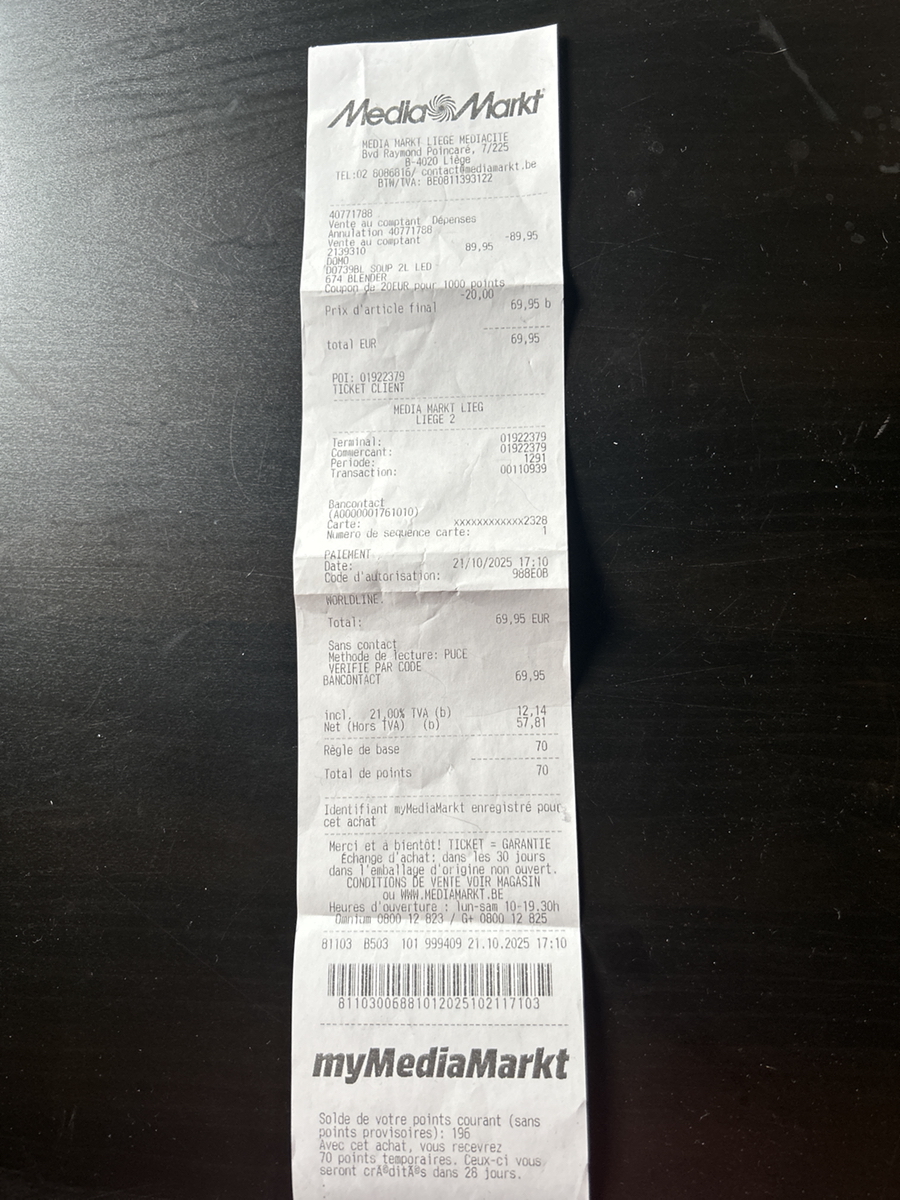 MediaMarkt
MEDIA MARKT LIEGE MEDIACITE
Bvd Raymond Poincaré, 7/225
B-4020 Liège
TEL:02 8086816/ contact@mediamarkt.be
BTW/TVA: BE0811393122
40771788
Vente au comptant Dépenses
Annulation 40771788 -89,95
Vente au comptant 89,95
2139310
DOMO
DO739BL SOUP 2L LED
674 BLENDER
Coupon de 20EUR pour 1000 points
-20,00
Prix d'article final 69,95 b
total EUR 69,95
POI: 01922379
TICKET CLIENT
MEDIA MARKT LIEG
LIEGE 2
Terminal: 01922379
Commercant: 01922379
Periode: 1291
Transaction: 00110939
Bancontact
(A0000001761010)
Carte: xxxxxxxxxxxx2328
Numero de sequence carte: 1
PAIEMENT
Date: 21/10/2025 17:10
Code d'autorisation: 988E0B
WORLDLINE.
Total: 69,95 EUR
Sans contact
Methode de lecture: PUCE
VERIFIE PAR CODE
BANCONTACT 69,95
incl. 21,00% TVA (b) 12,14
Net (Hors TVA) (b) 57,81
Règle de base 70
Total de points 70
Identifiant myMediaMarkt enregistré pour
cet achat
Merci et à bientôt! TICKET = GARANTIE
Échange d'achat: dans les 30 jours
dans l'emballage d'origine non ouvert.
CONDITIONS DE VENTE VOIR MAGASIN
ou WWW.MEDIAMARKT.BE
Heures d'ouverture : lun-sam 10-19.30h
Omnium 0800 12 823 / G+ 0800 12 825
81103 B503 101 999409 21.10.2025 17:10
81103006881012025102117103
myMediaMarkt
Solde de votre points courant (sans
points provisoires): 196
Avec cet achat, vous recevrez
70 points temporaires. Ceux-ci vous
seront crÃ©ditÃ©s dans 28 jours.